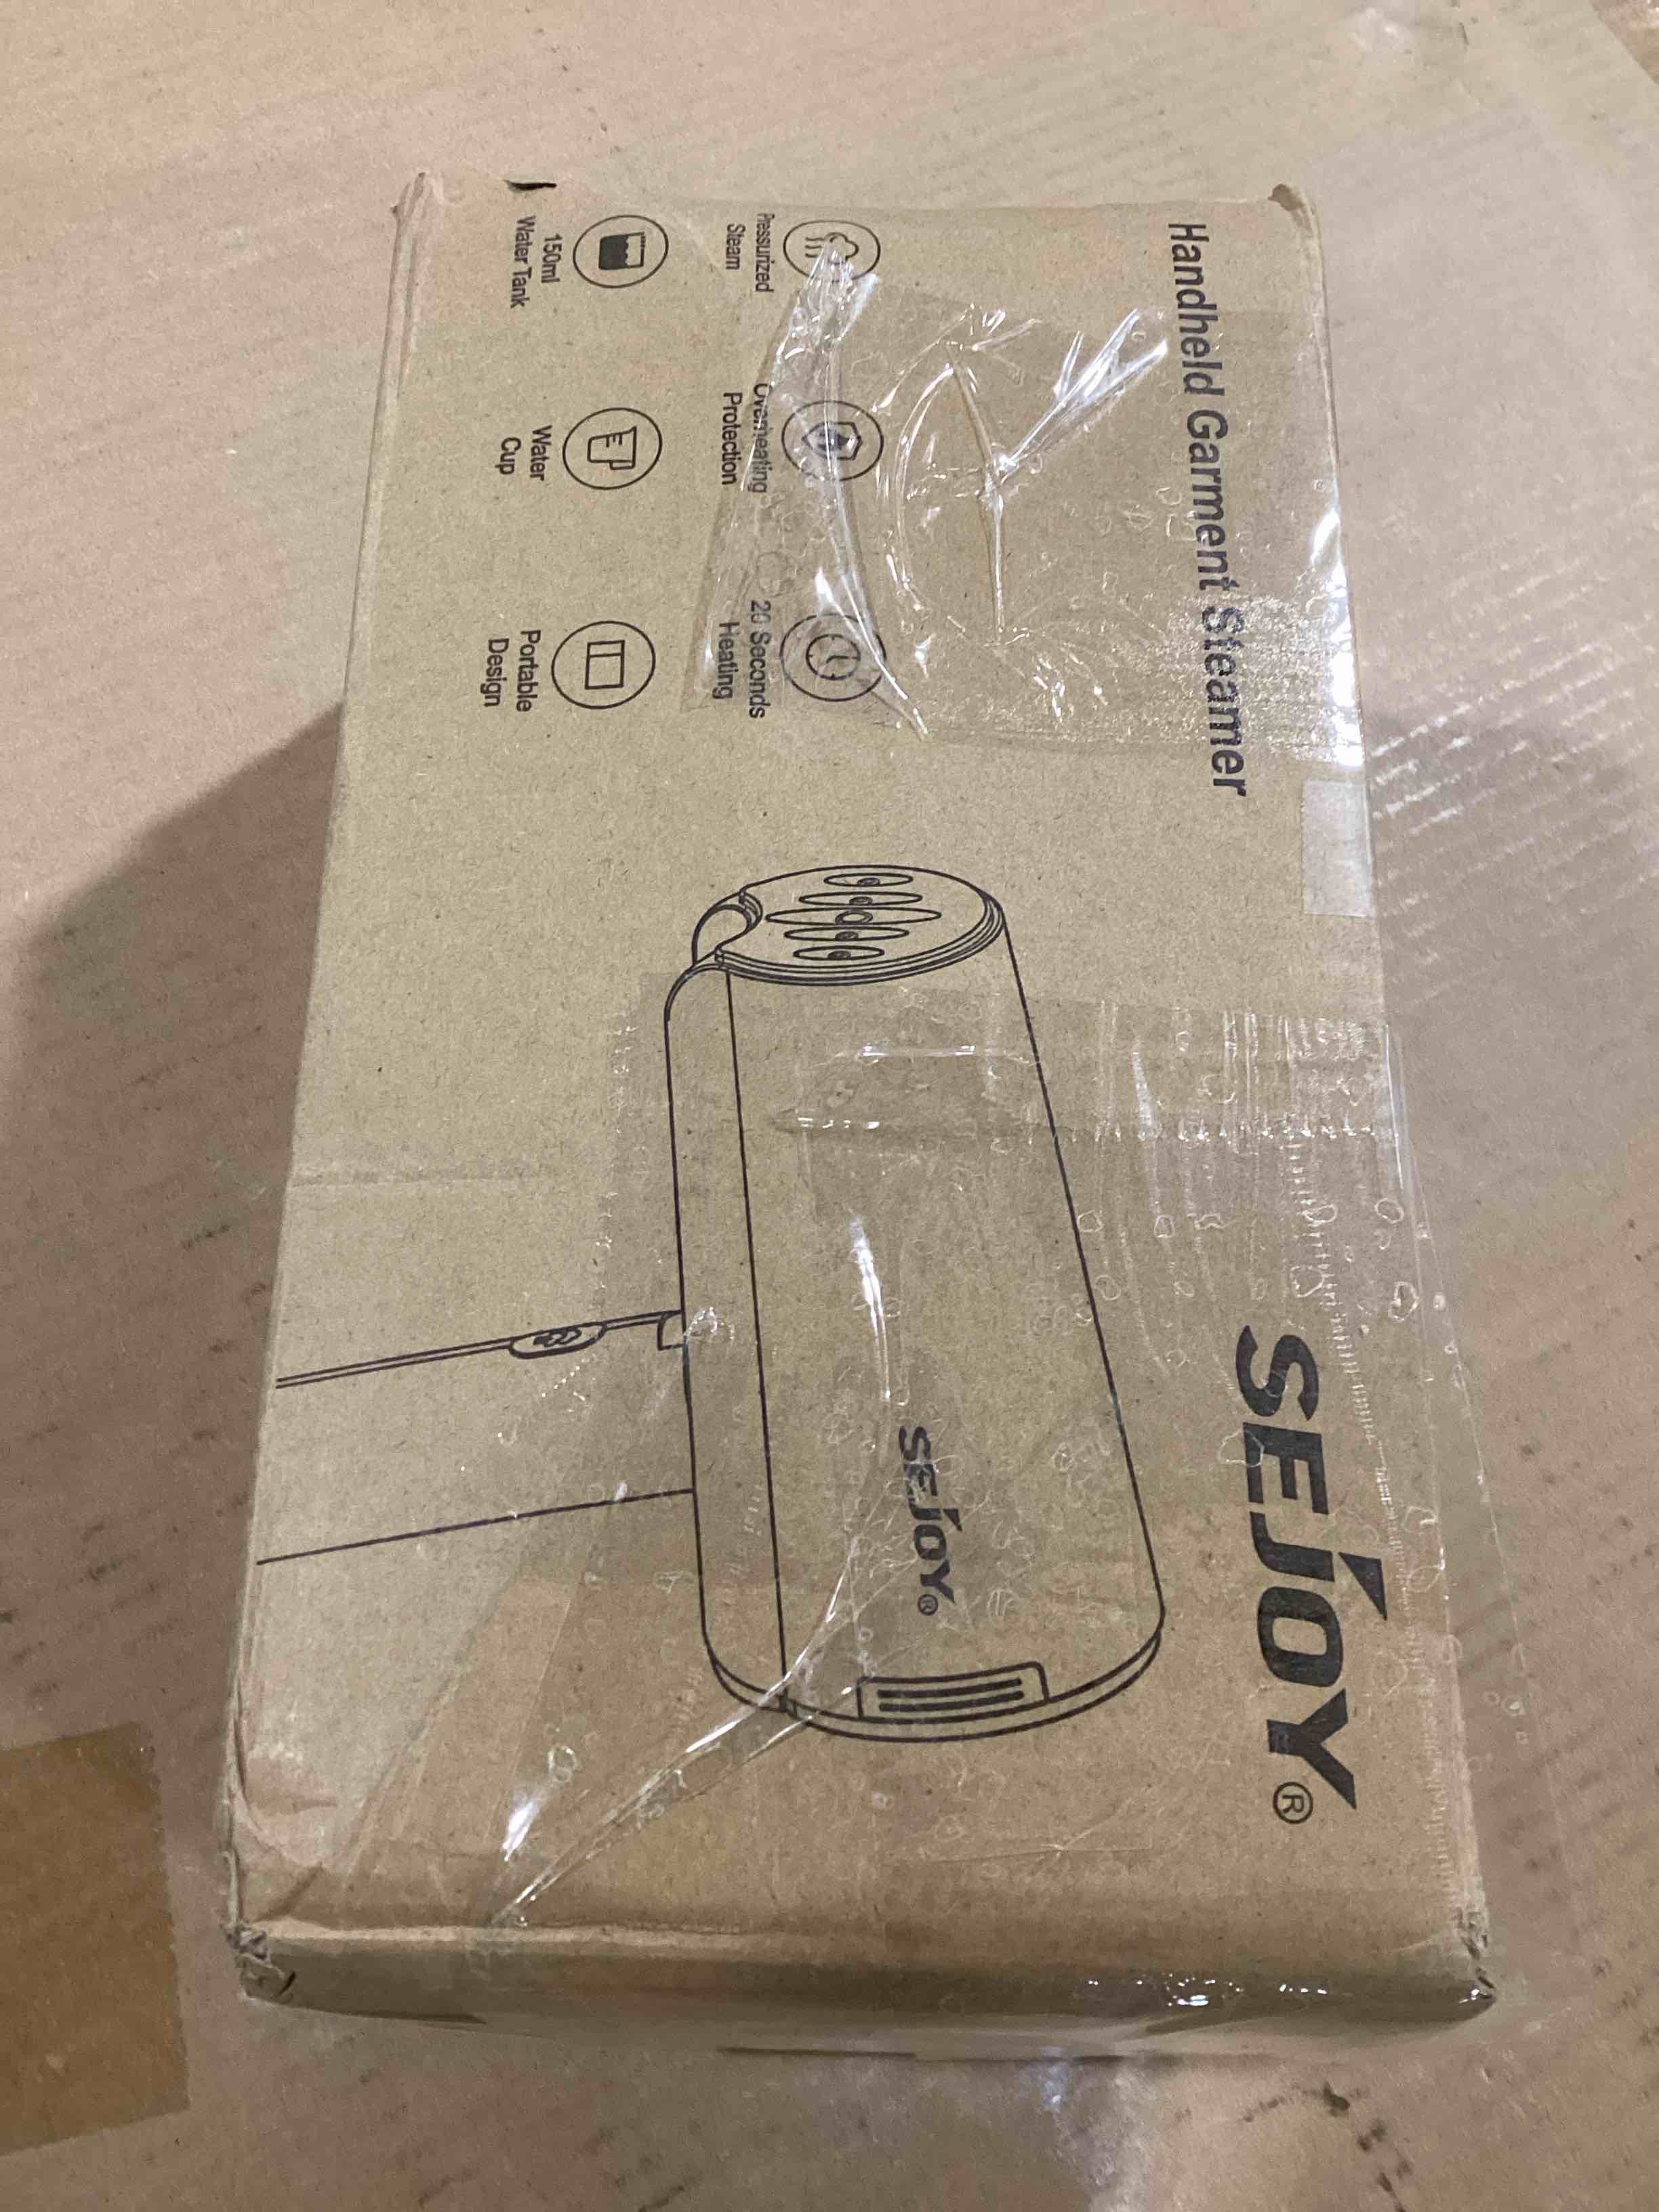 Handheld Garment Steamer
SEJOY®
Pressurized
Steam
Overheating
Protection
20 Seconds
Heating
150ml
Water Tank
Water
Cup
Portable
Design
SEJOY®